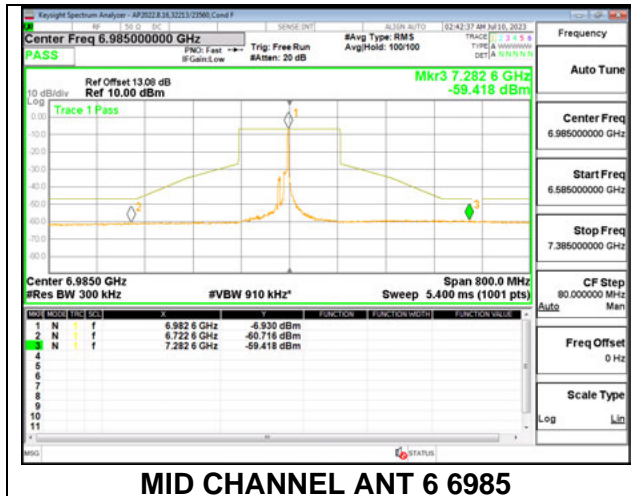 Keysight Spectrum Analyzer - AP2022.8.16,32213/23560,Cond F
RF 50 Ω DC SENSE:INT ALIGN AUTO 02:42:37 AM Jul 10, 2023
Center Freq 6.985000000 GHz #Avg Type: RMS TRACE 1 2 3 4 5 6
PNO: Fast Trig: Free Run Avg|Hold: 100/100 TYPE A WWWWW
PASS IFGain:Low #Atten: 20 dB DET A N N N N N
Mkr3 7.282 6 GHz
Ref Offset 13.08 dB
10 dB/div Ref 10.00 dBm -59.418 dBm
Log
Trace 1 Pass
0.00
-10.0
-20.0
-30.0
-40.0
-50.0
-60.0
-70.0
-80.0
1
2
3
Center 6.9850 GHz Span 800.0 MHz
#Res BW 300 kHz #VBW 910 kHz* Sweep 5.400 ms (1001 pts)
MKR MODE TRC SCL X Y FUNCTION FUNCTION WIDTH FUNCTION VALUE
1 N 1 f 6.982 6 GHz -6.930 dBm
2 N 1 f 6.722 6 GHz -60.716 dBm
3 N 1 f 7.282 6 GHz -59.418 dBm
4
5
6
7
8
9
10
11
MSG STATUS
Frequency
Auto Tune
Center Freq
6.985000000 GHz
Start Freq
6.585000000 GHz
Stop Freq
7.385000000 GHz
CF Step
80.000000 MHz
Auto Man
Freq Offset
0 Hz
Scale Type
Log Lin
MID CHANNEL ANT 6 6985